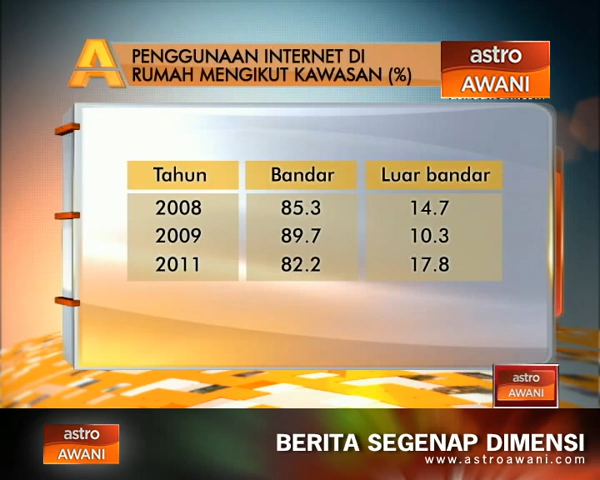 PENGGUNAAN INTERNET DI
RUMAH MENGIKUT KAWASAN (%)
astro
AWANI
Tahun Bandar Luar bandar
2008 85.3 14.7
2009 89.7 10.3
2011 82.2 17.8
astro
AWANI
astro
AWANI
BERITA SEGENAP DIMENSI
www.astroawani.com